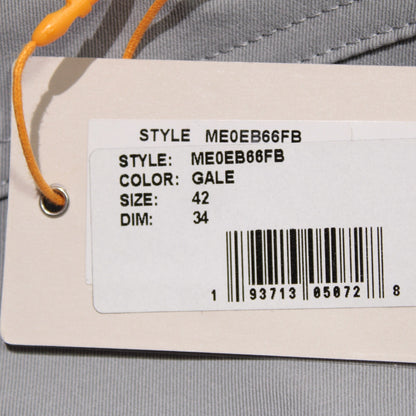 STYLE ME0EB66FB
STYLE: ME0EB66FB
COLOR: GALE
SIZE: 42
DIM: 34
1 93713 05072 8